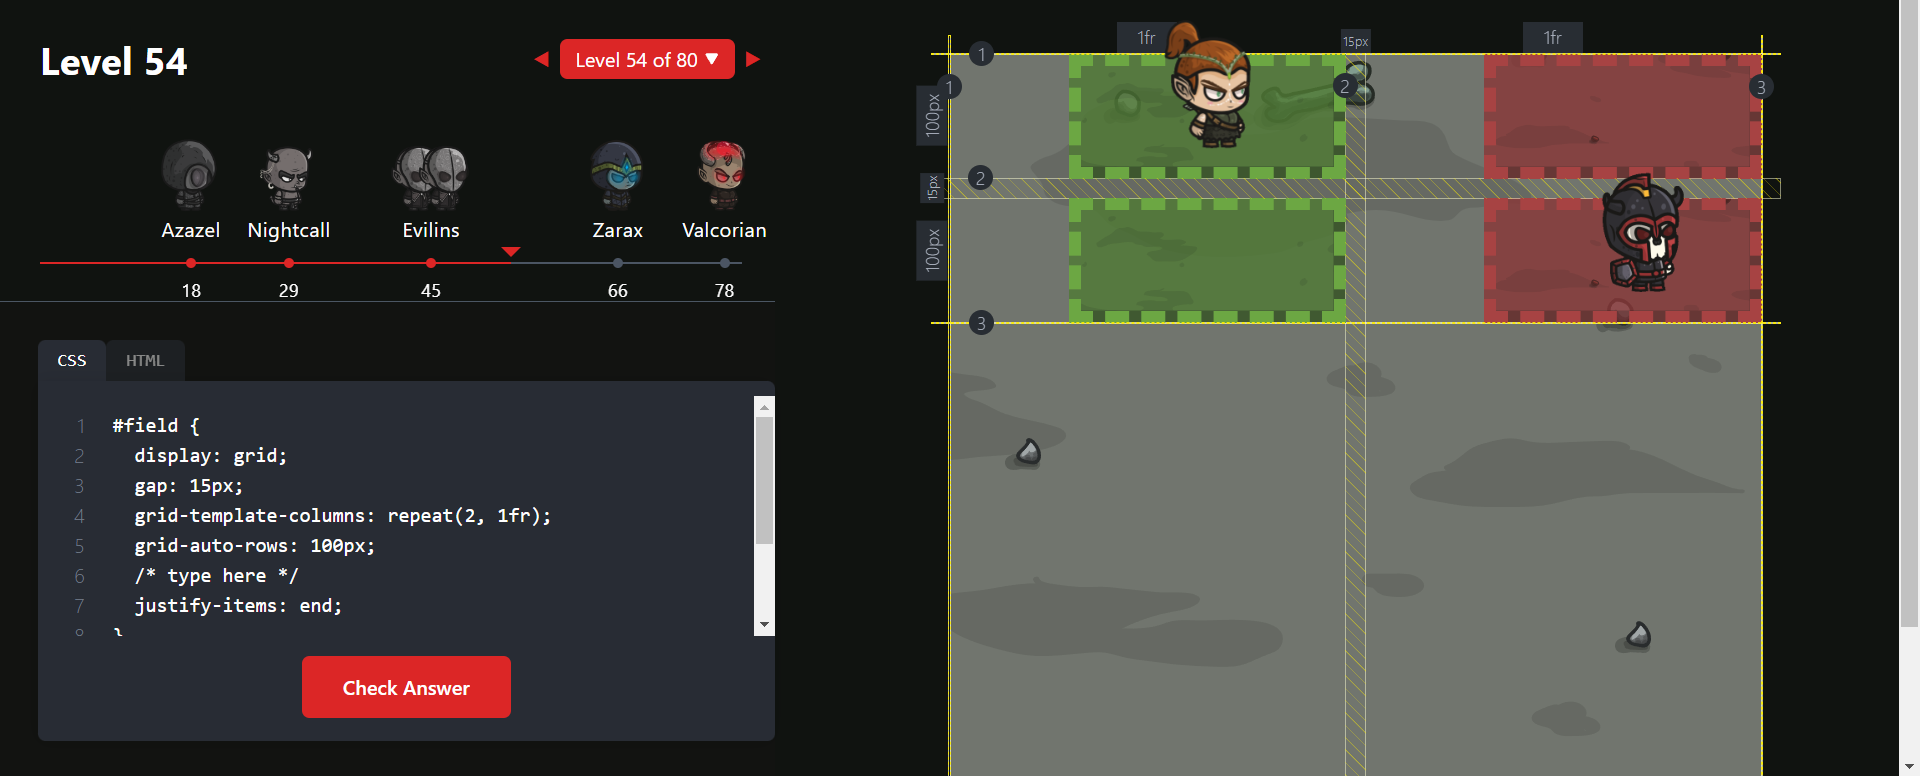 Level 54
Level 54 of 80 ▼
Azazel
Nightcall
Evilins
Zarax
Valcorian
18
29
45
66
78
CSS
HTML
1 #field {
2 display: grid;
3 gap: 15px;
4 grid-template-columns: repeat(2, 1fr);
5 grid-auto-rows: 100px;
6 /* type here */
7 justify-items: end;
}
Check Answer
1fr
15px
1fr
1
1
2
3
100px
2
15px
100px
3